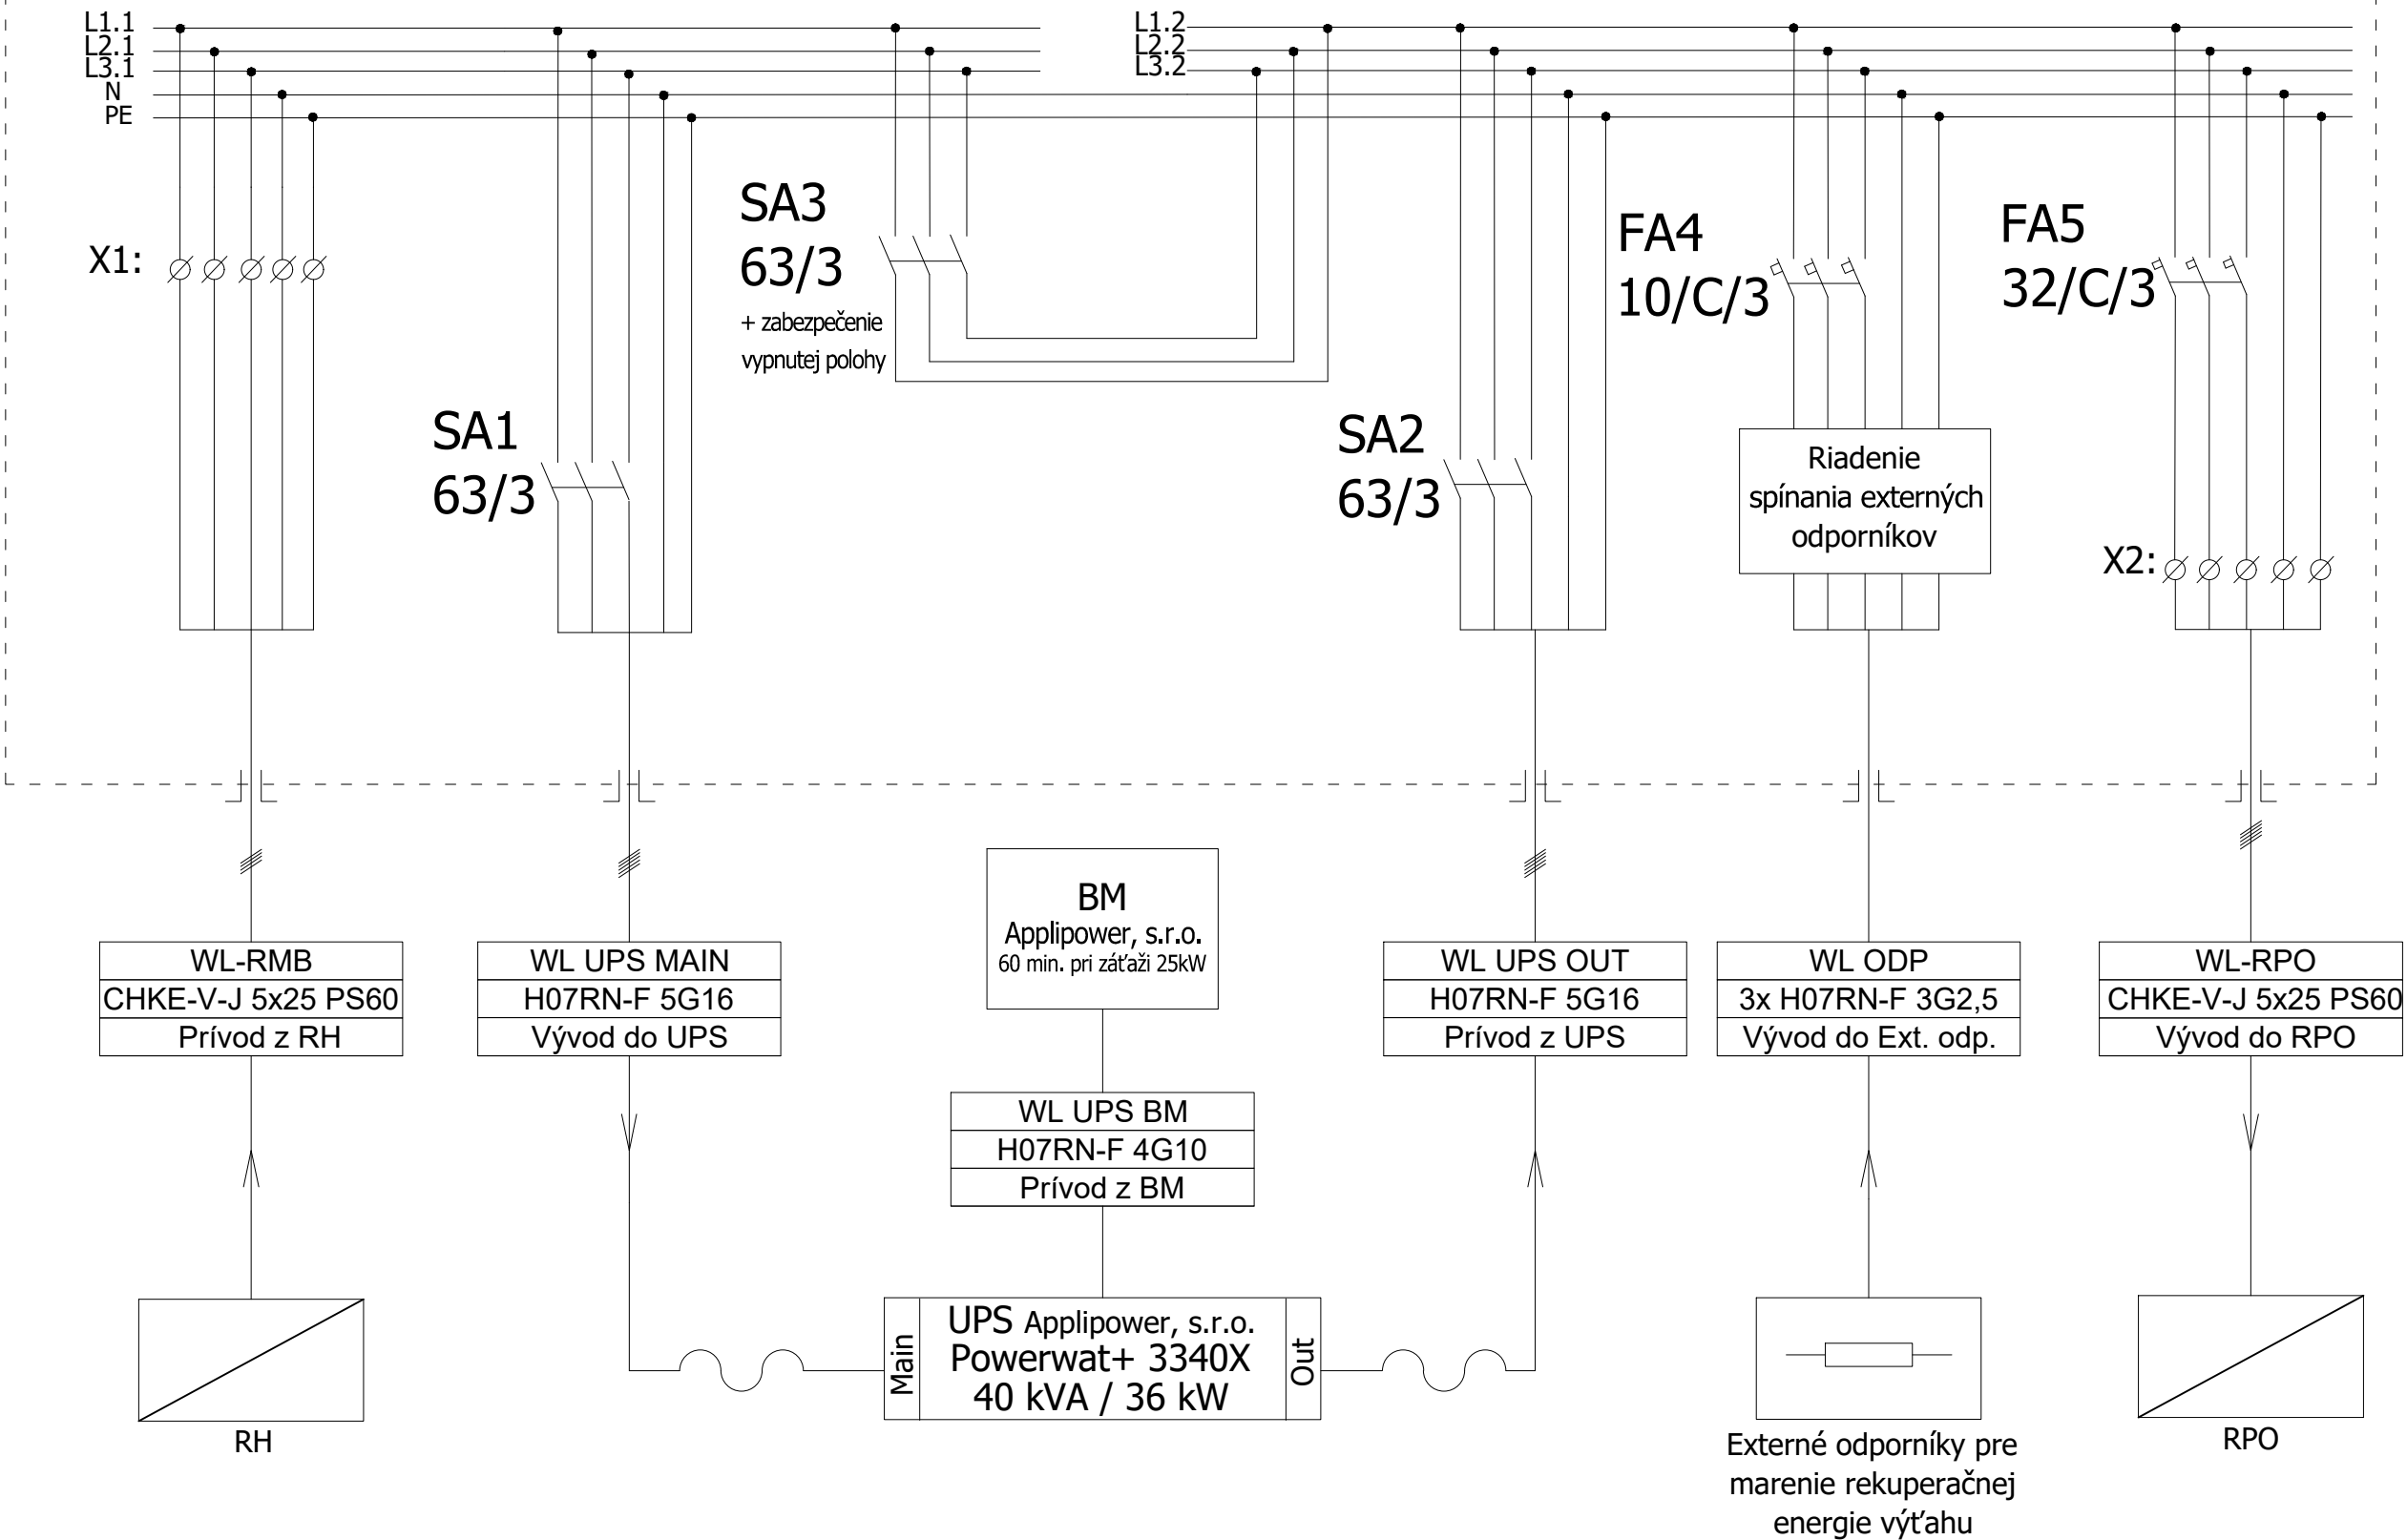 L1.1
L2.1
L3.1
N
PE
L1.2
L2.2
L3.2
X1:
SA3
63/3
+ zabezpečenie
vypnutej polohy
SA1
63/3
SA2
63/3
FA4
10/C/3
FA5
32/C/3
Riadenie
spínania externých
odporníkov
X2:
WL-RMB
CHKE-V-J 5x25 PS60
Prívod z RH
WL UPS MAIN
H07RN-F 5G16
Vývod do UPS
BM
Applipower, s.r.o.
60 min. pri záťaži 25kW
WL UPS BM
H07RN-F 4G10
Prívod z BM
WL UPS OUT
H07RN-F 5G16
Prívod z UPS
WL ODP
3x H07RN-F 3G2,5
Vývod do Ext. odp.
WL-RPO
CHKE-V-J 5x25 PS60
Vývod do RPO
RH
Main
UPS Applipower, s.r.o.
Powerwat+ 3340X
40 kVA / 36 kW
Out
Externé odporníky pre
marenie rekuperačnej
energie výťahu
RPO